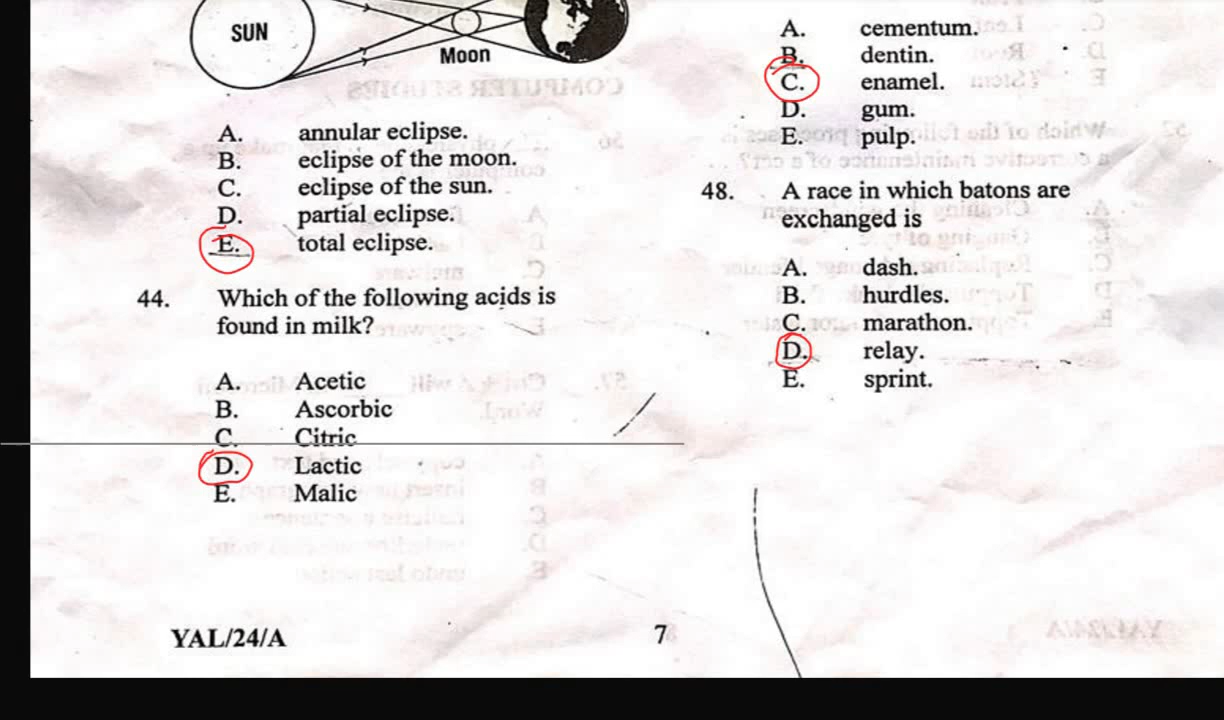 SUN
Moon
A. annular eclipse.
B. eclipse of the moon.
C. eclipse of the sun.
D. partial eclipse.
E. total eclipse.
44. Which of the following acids is
found in milk?
A. Acetic
B. Ascorbic
C. Citric
D. Lactic
E. Malic
A. cementum.
B. dentin.
C. enamel.
D. gum.
E. pulp.
48. A race in which batons are
exchanged is
A. dash.
B. hurdles.
C. marathon.
D. relay.
E. sprint.
YAL/24/A
7